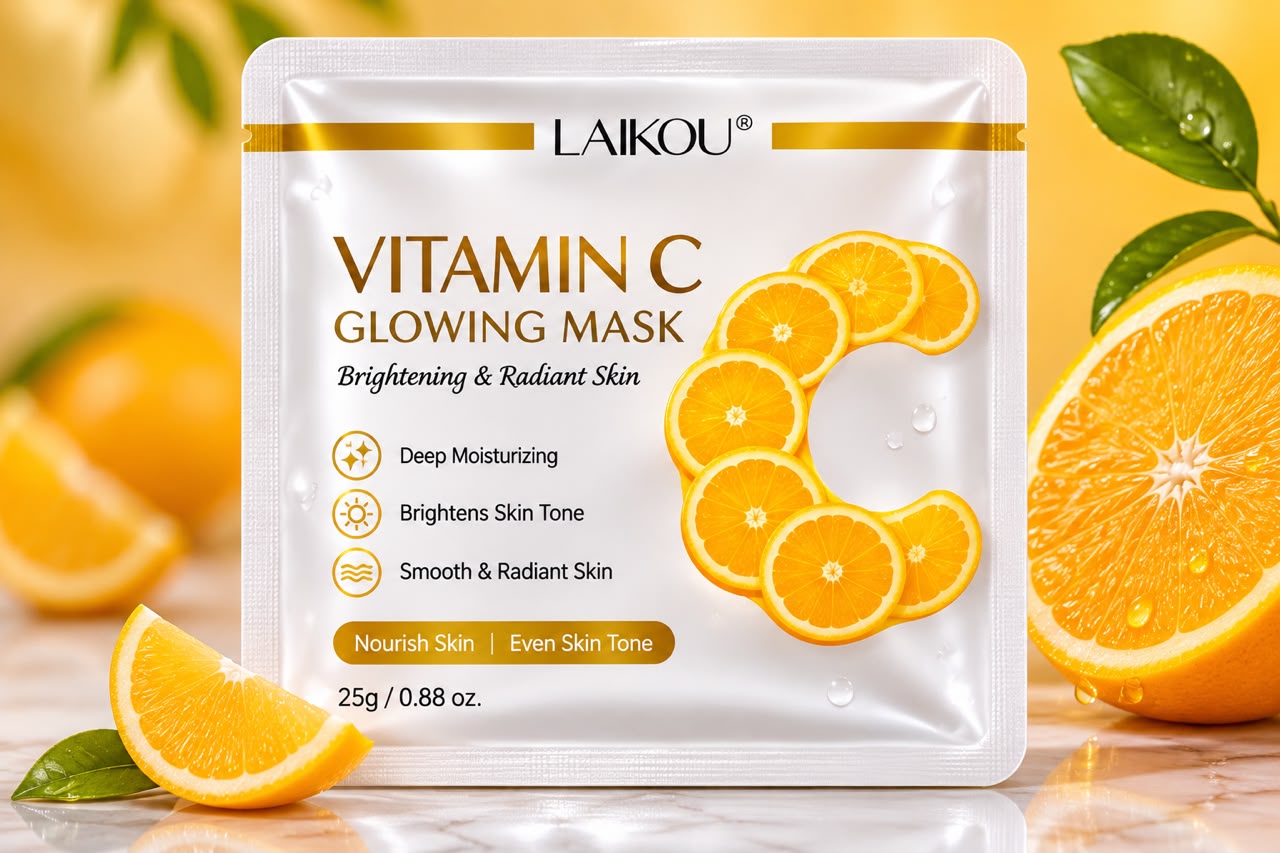 LAIKOU®
VITAMIN C
GLOWING MASK
Brightening & Radiant Skin
Deep Moisturizing
Brightens Skin Tone
Smooth & Radiant Skin
Nourish Skin | Even Skin Tone
25g / 0.88 oz.